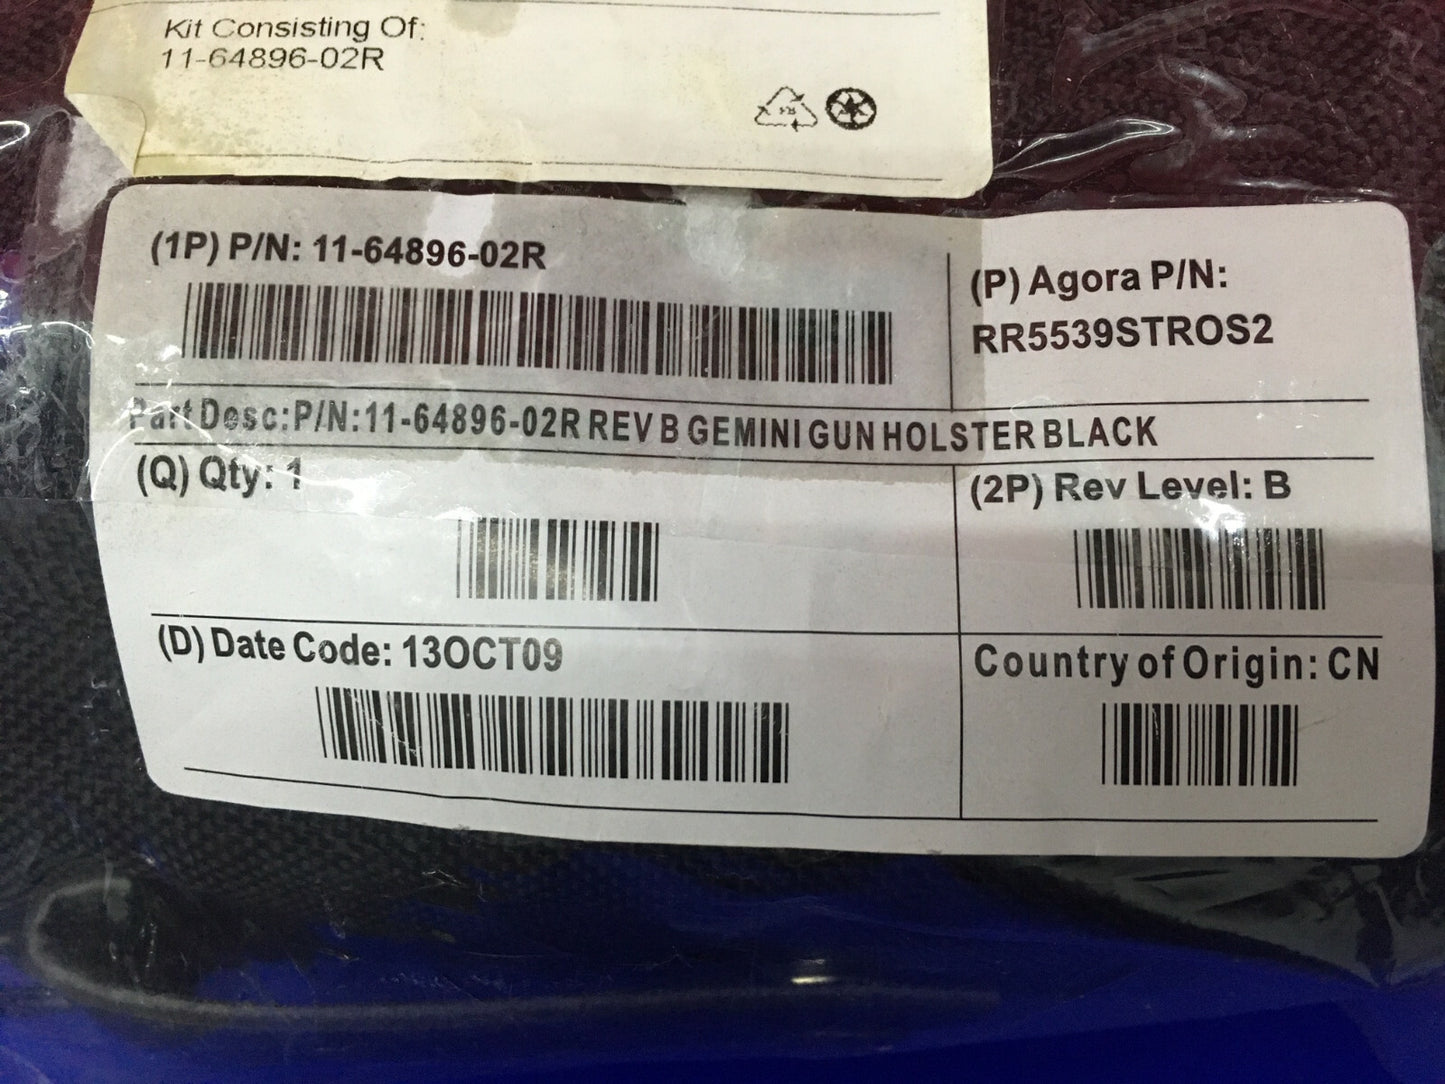 Kit Consisting Of:
11-64896-02R
(1P) P/N: 11-64896-02R
(P) Agora P/N:
RR5539STROS2
Part Desc:P/N:11-64896-02R REV B GEMINI GUN HOLSTER BLACK
(Q) Qty: 1
(2P) Rev Level: B
(D) Date Code: 13OCT09
Country of Origin: CN